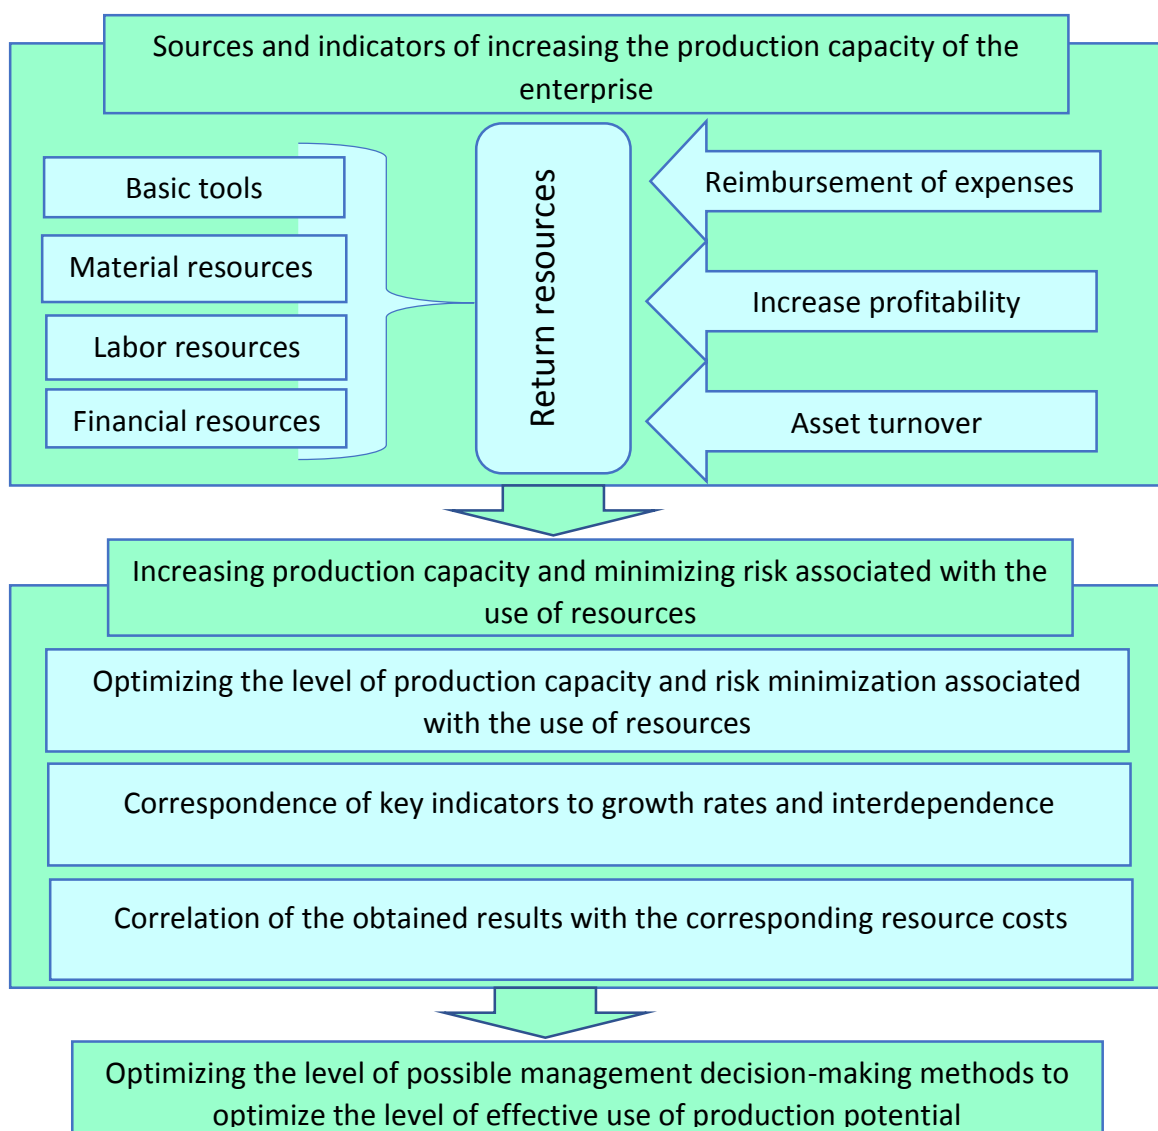 Sources and indicators of increasing the production capacity of the
enterprise
Basic tools
Material resources
Labor resources
Financial resources
Return resources
Reimbursement of expenses
Increase profitability
Asset turnover
Increasing production capacity and minimizing risk associated with the
use of resources
Optimizing the level of production capacity and risk minimization associated
with the use of resources
Correspondence of key indicators to growth rates and interdependence
Correlation of the obtained results with the corresponding resource costs
Optimizing the level of possible management decision-making methods to
optimize the level of effective use of production potential